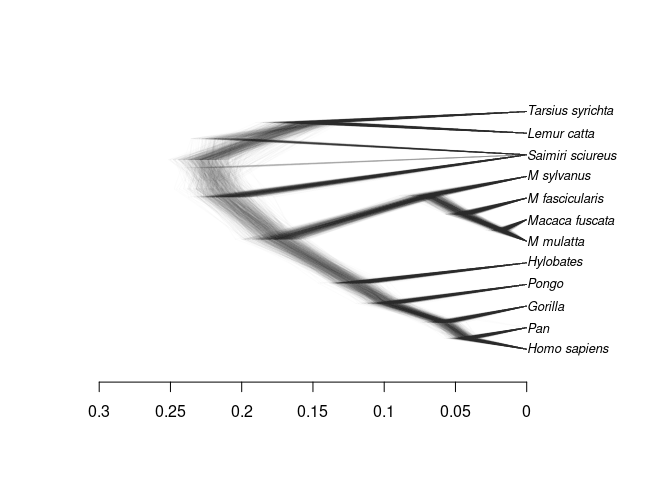 Tarsius syrichta
Lemur catta
Saimiri sciureus
M sylvanus
M fascicularis
Macaca fuscata
M mulatta
Hylobates
Pongo
Gorilla
Pan
Homo sapiens
0.3 0.25 0.2 0.15 0.1 0.05 0